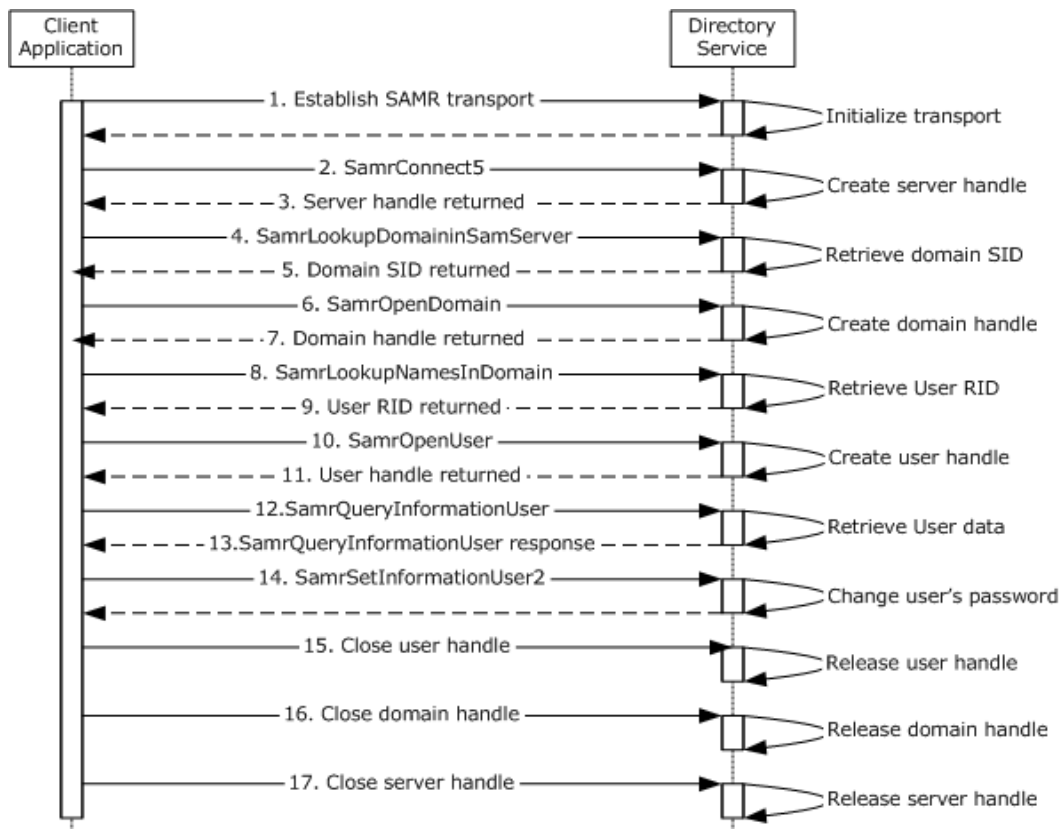 Client
Application
Directory
Service
1. Establish SAMR transport
Initialize transport
2. SamrConnect5
Create server handle
3. Server handle returned
4. SamrLookupDomaininSamServer
Retrieve domain SID
5. Domain SID returned
6. SamrOpenDomain
Create domain handle
7. Domain handle returned
8. SamrLookupNamesInDomain
Retrieve User RID
9. User RID returned
10. SamrOpenUser
Create user handle
11. User handle returned
12.SamrQueryInformationUser
Retrieve User data
13.SamrQueryInformationUser response
14. SamrSetInformationUser2
Change user's password
15. Close user handle
Release user handle
16. Close domain handle
Release domain handle
17. Close server handle
Release server handle